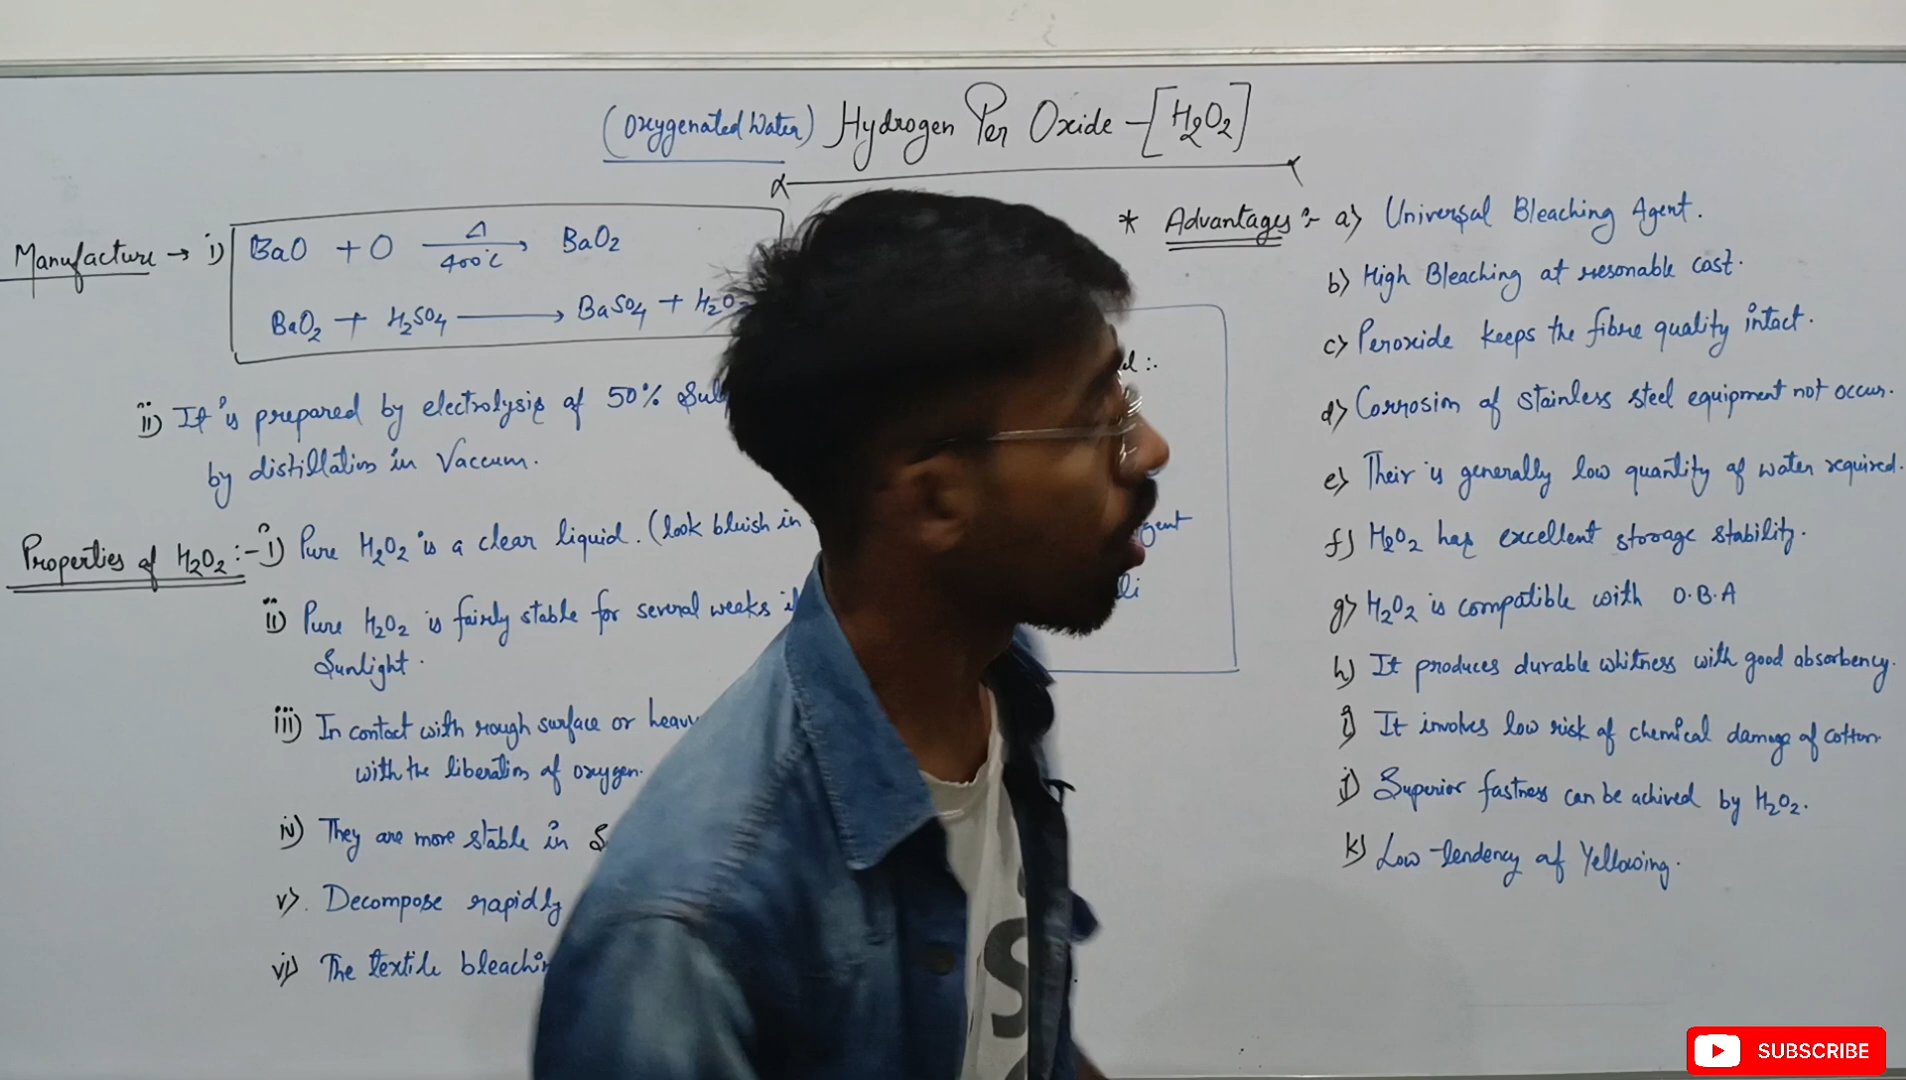 (Oxygenated Water) Hydrogen Per Oxide - [H2O2]
Manufacture → i) BaO + O Δ 400°C → BaO2
BaO2 + H2SO4 → BaSO4 + H2O2
ii) It is prepared by electrolysis of 50%
by distillation in Vaccum.
Properties of H2O2 :- i) Pure H2O2 is a clear liquid. (look bluish in
ii) Pure H2O2 is fairly stable for several weeks
Sunlight.
iii) In contact with rough surface or heavy
with the liberation of oxygen.
iv) They are more stable in
v) Decompose rapidly
vi) The textile
* Advantages :- a) Universal Bleaching Agent.
b) High Bleaching at resonable cost.
c) Peroxide keeps the fibre quality intact.
d) Corrosion of stainless steel equipment not occur.
e) Their is generally low quantity of water required.
f) H2O2 has excellent storage stability.
g) H2O2 is compatible with O.B.A
h) It produces durable whitness with good absorbency.
i) It involves low risk of chemical damage of cotton.
j) Superior fastness can be achived by H2O2.
k) Low tendency of Yellowing.
SUBSCRIBE